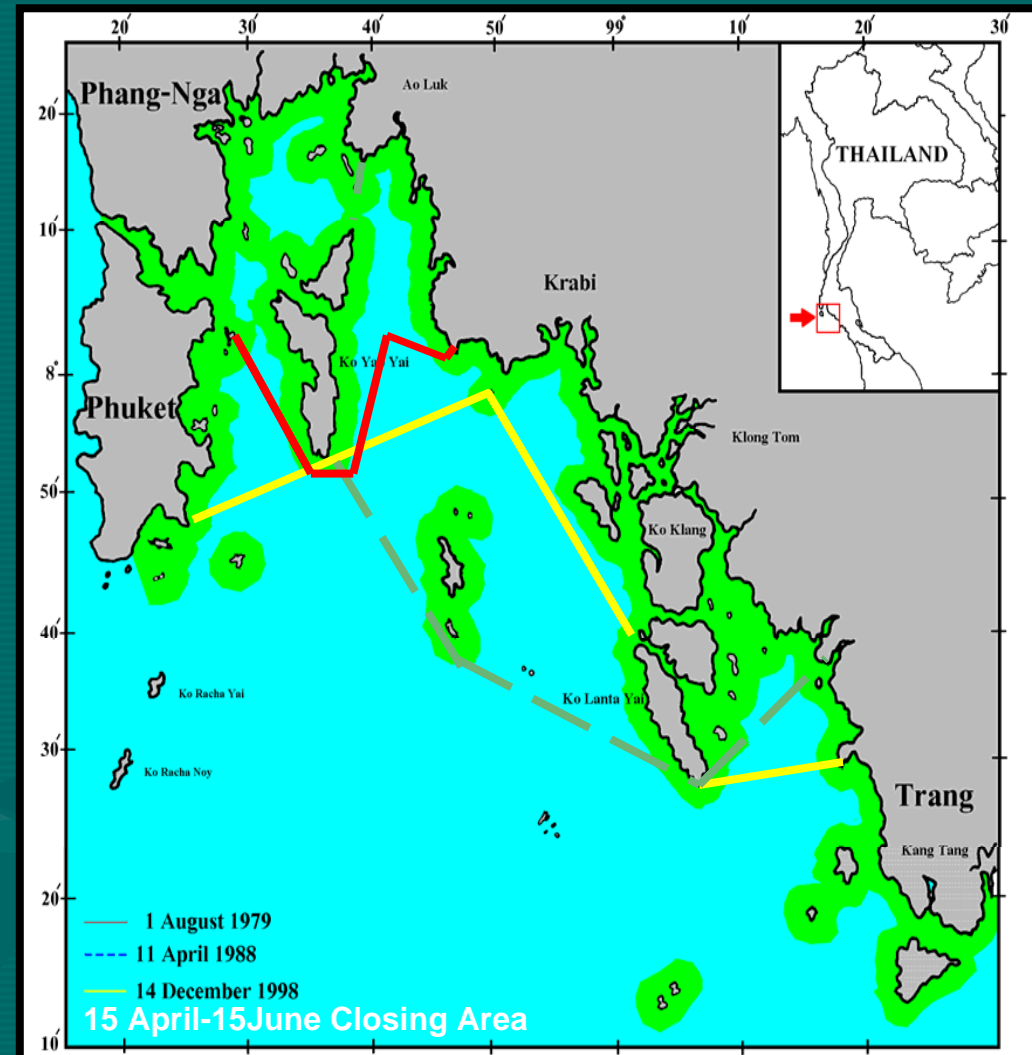 20′ 30′ 40′ 50′ 99° 10′ 20′ 30′
Ao Luk
Phang-Nga
20′
THAILAND
10′
Krabi
Ko Yao Yai
8°
Phuket
Klong Tom
50′
Ko Klang
40′
Ko Racha Yai
Ko Lanta Yai
30′
Ko Racha Noy
Trang
Kang Tang
20′
1 August 1979
11 April 1988
14 December 1998
15 April-15June Closing Area
10′